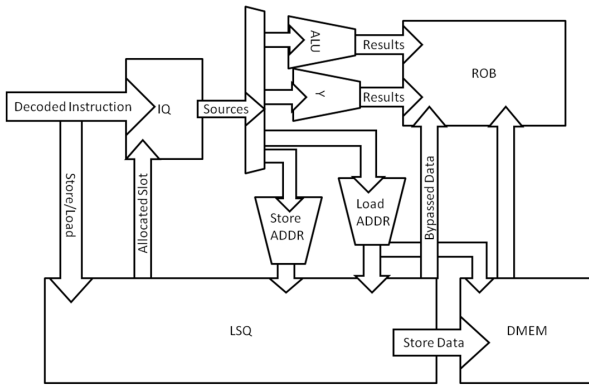 ALU
Results
ROB
Decoded Instruction
IQ
Sources
Y
Results
Store/Load
Allocated Slot
Store
ADDR
Load
ADDR
Bypassed Data
LSQ
Store Data
DMEM